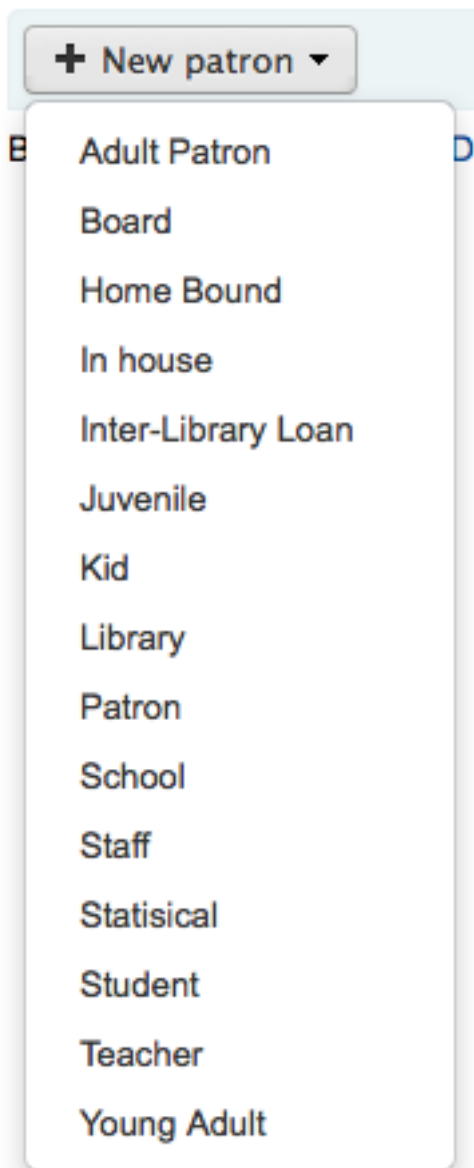 + New patron
B D
Adult Patron
Board
Home Bound
In house
Inter-Library Loan
Juvenile
Kid
Library
Patron
School
Staff
Statisical
Student
Teacher
Young Adult